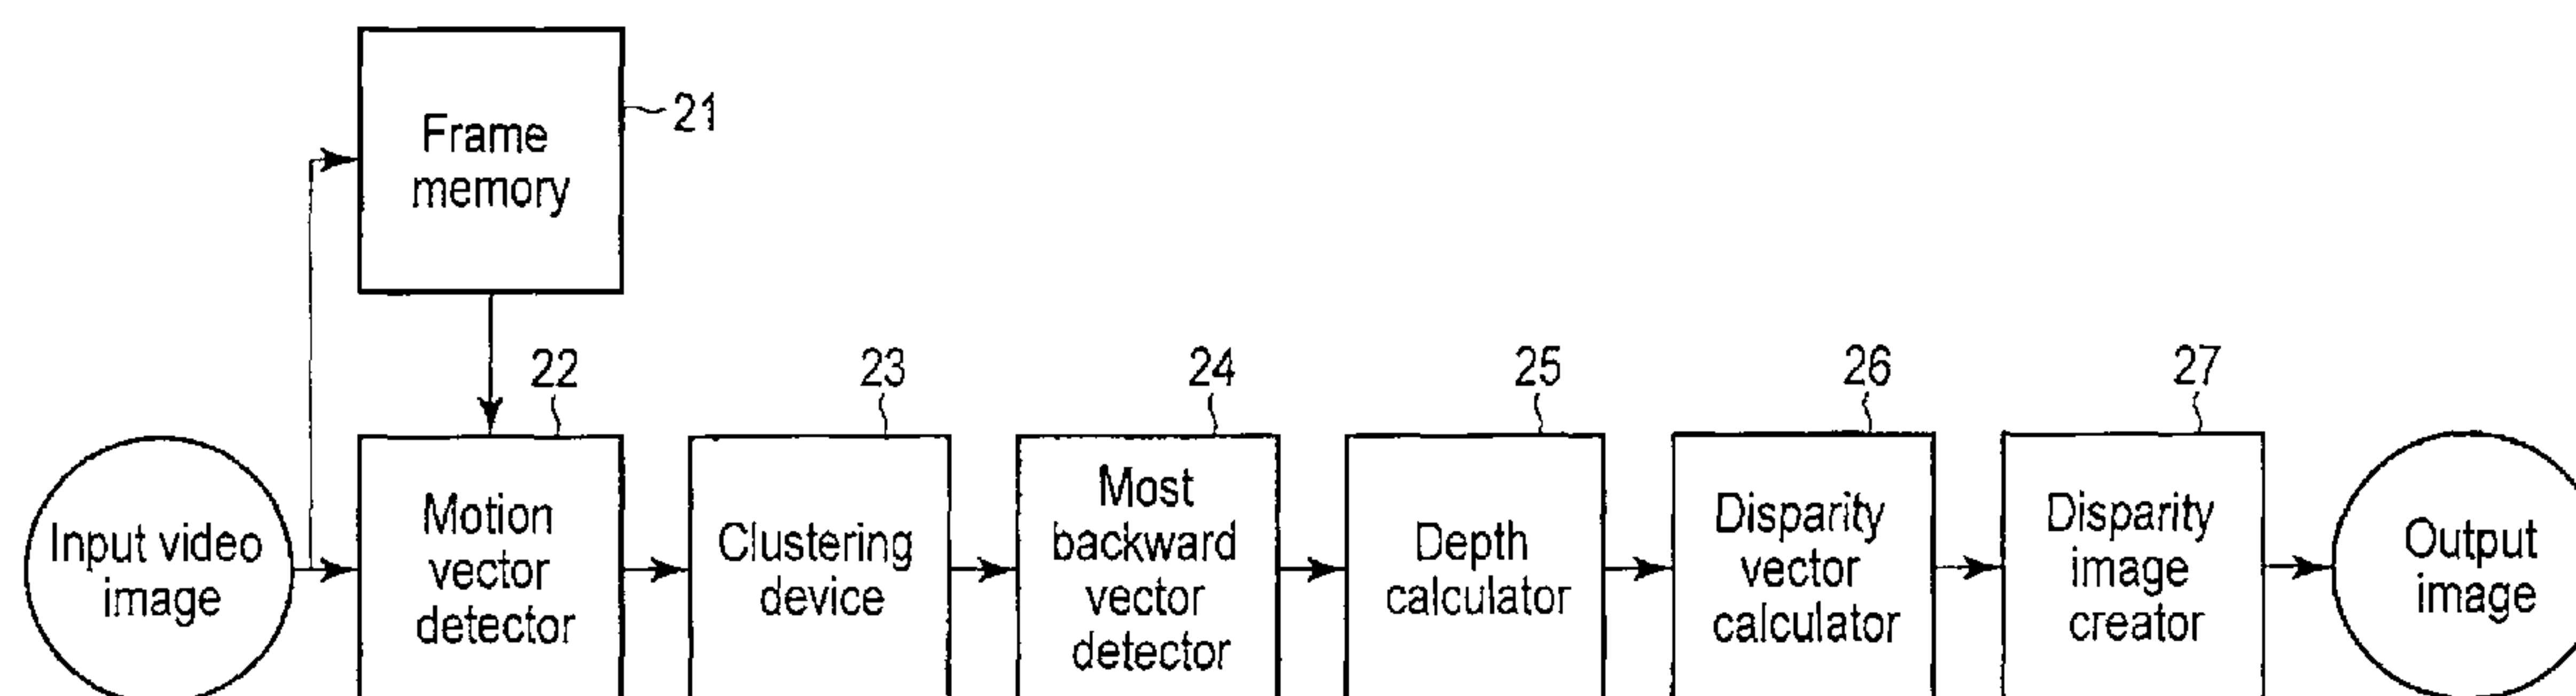 Frame
memory
21
22
23
24
25
26
27
Input video
image
Motion
vector
detector
Clustering
device
Most
backward
vector
detector
Depth
calculator
Disparity
vector
calculator
Disparity
image
creator
Output
image